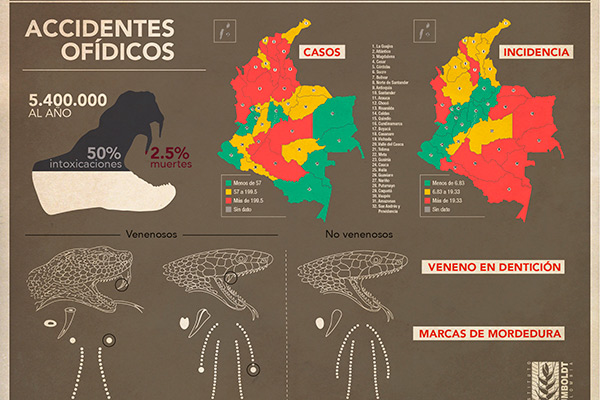 ACCIDENTES
OFÍDICOS
5.400.000
AL AÑO
50%
intoxicaciones
2.5%
muertes
CASOS
Menos de 57
57 a 199.5
Más de 199.5
Sin dato
1. La Guajira
2. Atlántico
3. Magdalena
4. Cesar
5. Córdoba
6. Sucre
7. Bolívar
8. Norte de Santander
9. Antioquia
10. Santander
11. Arauca
12. Chocó
13. Risaralda
14. Caldas
15. Quindío
16. Cundinamarca
17. Boyacá
18. Casanare
19. Vichada
20. Valle del Cauca
21. Tolima
22. Meta
23. Guainía
24. Cauca
25. Huila
26. Guaviare
27. Nariño
28. Putumayo
29. Caquetá
30. Vaupés
31. Amazonas
32. San Andrés y
Providencia
INCIDENCIA
Menos de 6.83
6.83 a 19.33
Más de 19.33
Sin dato
Venenosos
No venenosos
VENENO EN DENTICIÓN
MARCAS DE MORDEDURA